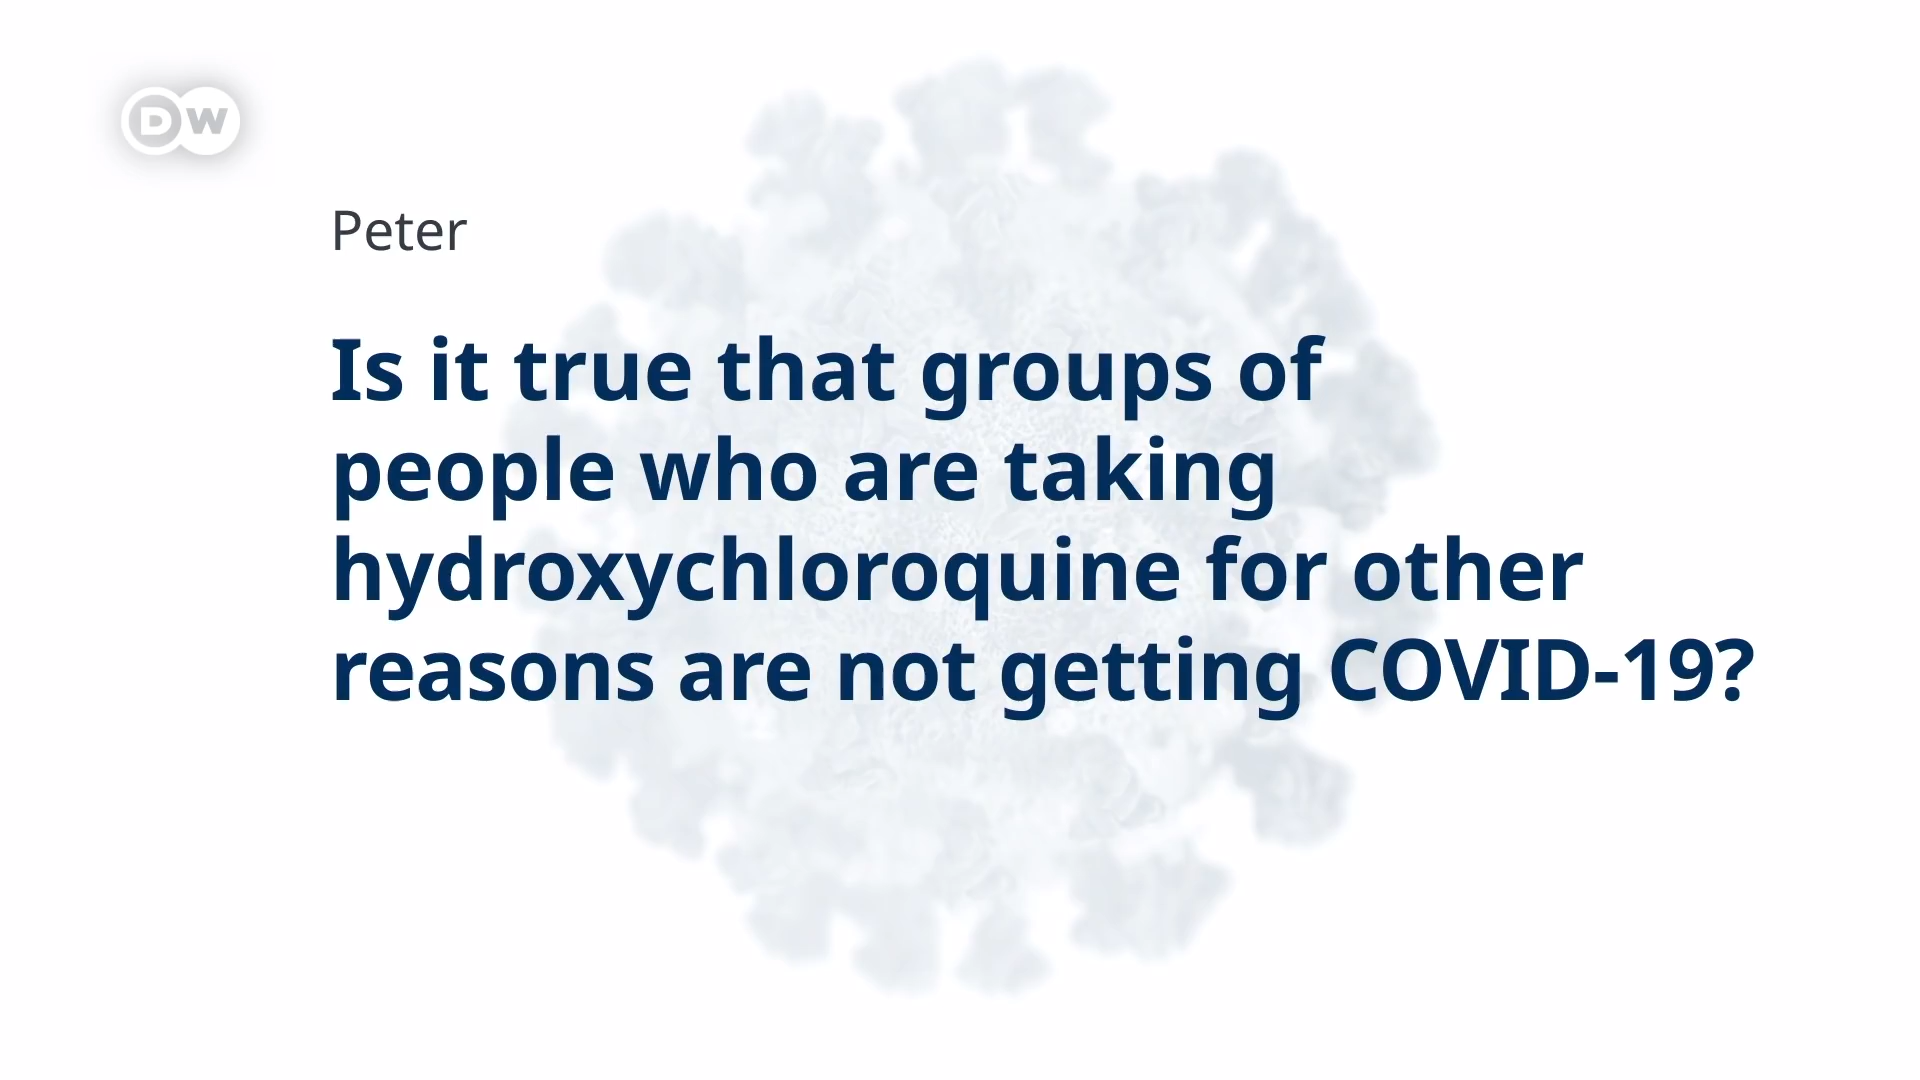 DW
Peter
Is it true that groups of
people who are taking
hydroxychloroquine for other
reasons are not getting COVID-19?